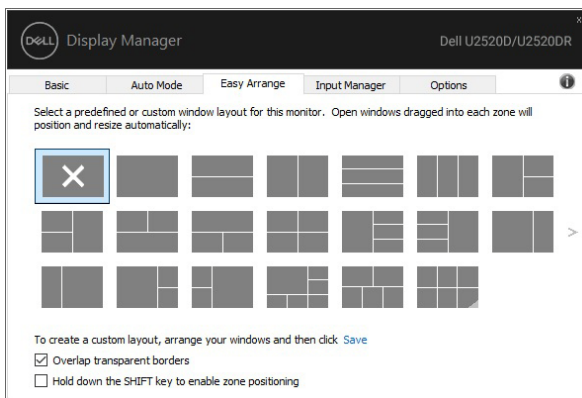 DELL Display Manager
Dell U2520D/U2520DR
Basic
Auto Mode
Easy Arrange
Input Manager
Options
Select a predefined or custom window layout for this monitor. Open windows dragged into each zone will
position and resize automatically:
To create a custom layout, arrange your windows and then click Save
Overlap transparent borders
Hold down the SHIFT key to enable zone positioning